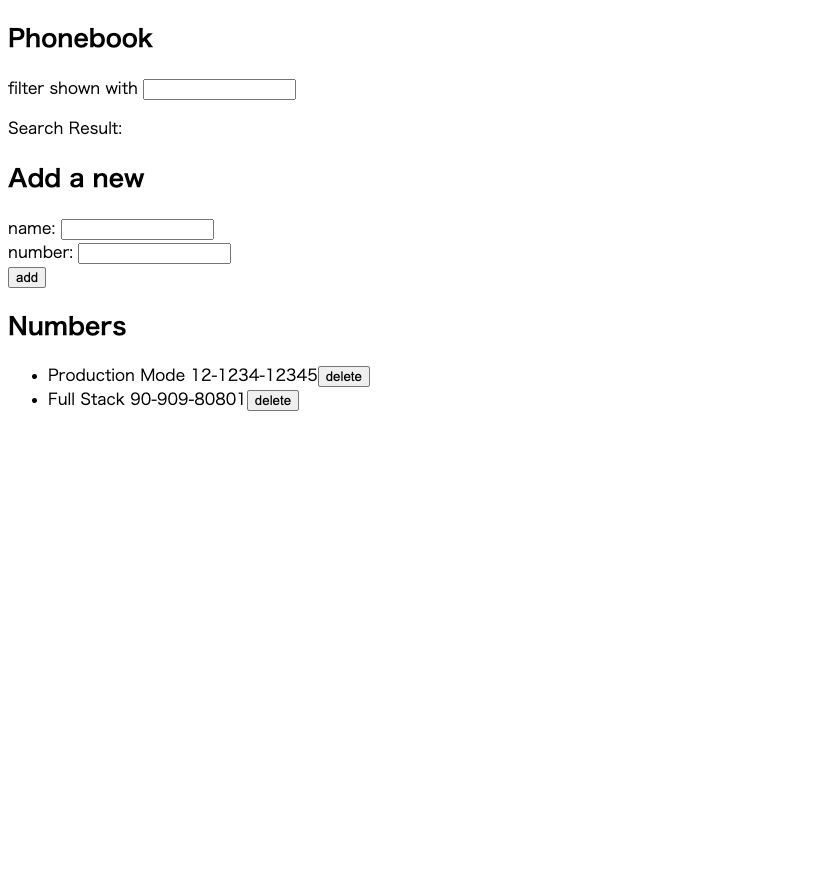 Phonebook
filter shown with
Search Result:
Add a new
name:
number:
add
Numbers
Production Mode 12-1234-12345 delete
Full Stack 90-909-80801 delete